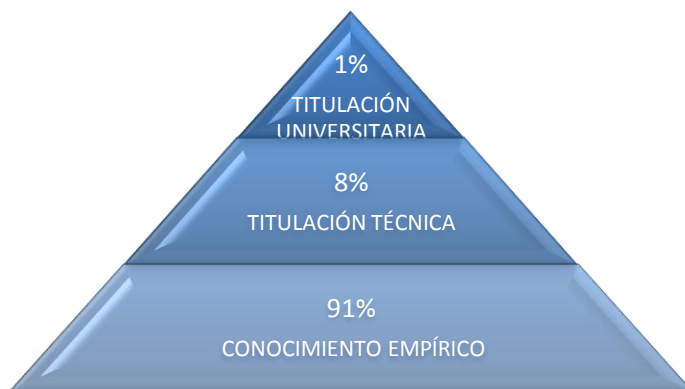 1%
TITULACIÓN
UNIVERSITARIA
8%
TITULACIÓN TÉCNICA
91%
CONOCIMIENTO EMPÍRICO